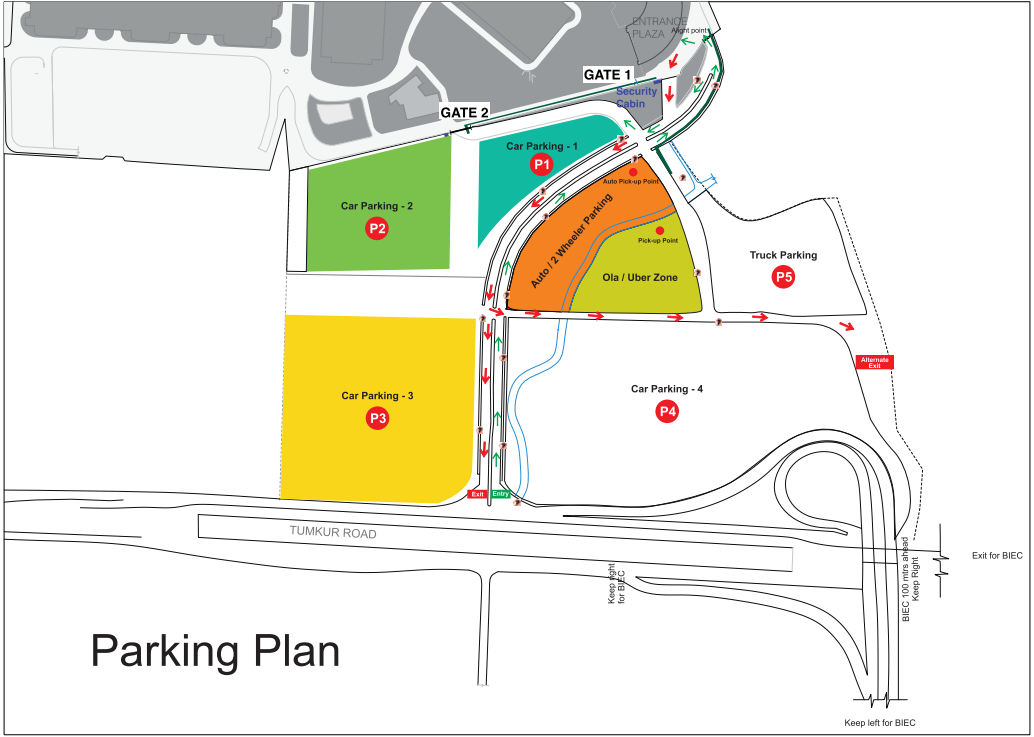 ENTRANCE
PLAZA
Alight point
GATE 1
Security
Cabin
GATE 2
Car Parking - 1
P1
Car Parking - 2
P2
Auto Pick-up Point
Auto / 2 Wheeler Parking
Pick-up Point
Ola / Uber Zone
Truck Parking
P5
Alternate
Exit
Car Parking - 3
P3
Car Parking - 4
P4
Exit
Entry
TUMKUR ROAD
Keep right
for BIEC
BIEC 100 mtrs ahead
Keep Right
Exit for BIEC
Parking Plan
Keep left for BIEC